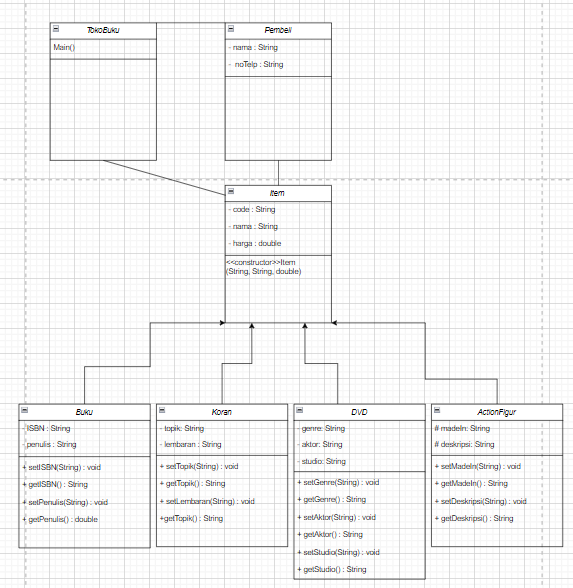 TokoBuku
Main()
Pembeli
- nama : String
- noTelp : String
Item
- code : String
- nama : String
- harga : double
<<constructor>>Item
(String, String, double)
Buku
- ISBN : String
- penulis : String
+ setISBN(String) : void
+ getISBN() : String
+ setPenulis(String) : void
+ getPenulis() : double
Koran
- topik: String
- lembaran: String
+ setTopik(String) : void
+ getTopik() : String
+ setLembaran(String) : void
+getTopik() : String
DVD
- genre: String
- aktor: String
- studio: String
+ setGenre(String) : void
+ getGenre() : String
+ setAktor(String) : void
+ getAktor() : String
+ setStudio(String) : void
+ getStudio() : String
ActionFigur
# madeIn: String
# deskripsi: String
+ setMadeIn(String) : void
+ getMadeIn() : String
+ setDeskripsi(String) : void
+ getDeskripsi() : String